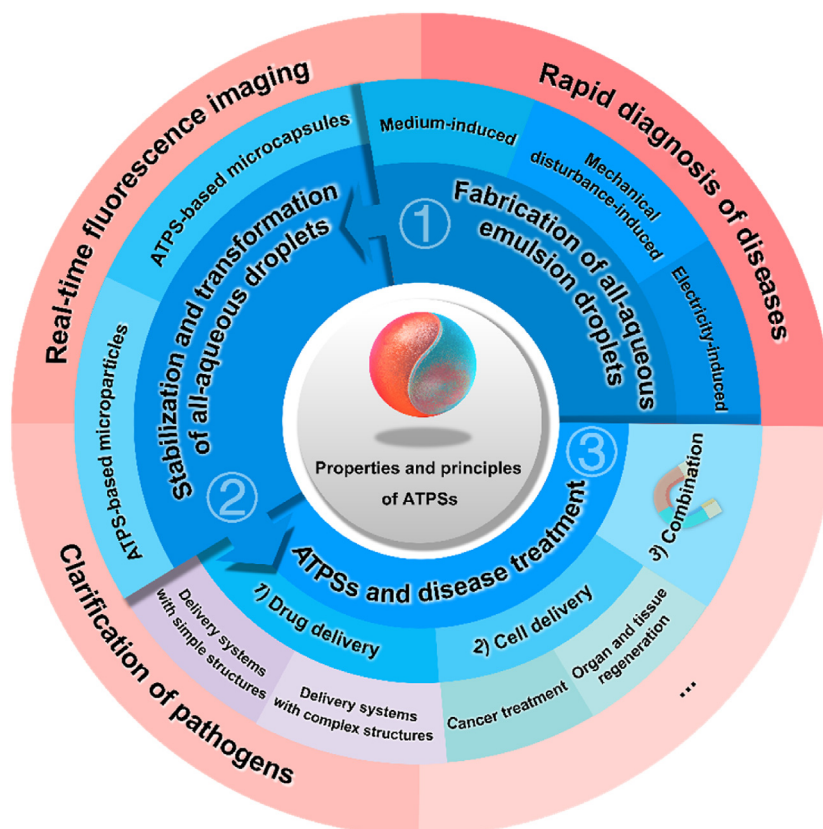 Real-time fluorescence imaging
Rapid diagnosis of diseases
Clarification of pathogens
...
①
Fabrication of all-aqueous
emulsion droplets
Medium-induced
Mechanical
disturbance-induced
Electricity-induced
②
Stabilization and transformation
of all-aqueous droplets
ATPS-based microcapsules
ATPS-based microparticles
③
ATPSs and disease treatment
1) Drug delivery
Delivery systems
with simple structures
Delivery systems
with complex structures
2) Cell delivery
Cancer treatment
Organ and tissue
regeneration
3) Combination
Properties and principles
of ATPSs